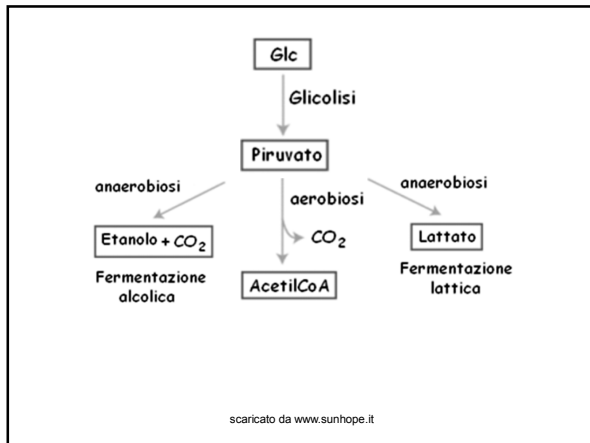 Glc
Glicolisi
Piruvato
anaerobiosi
aerobiosi
anaerobiosi
Etanolo + CO2
CO2
Lattato
Fermentazione
alcolica
AcetilCoA
Fermentazione
lattica
scaricato da www.sunhope.it